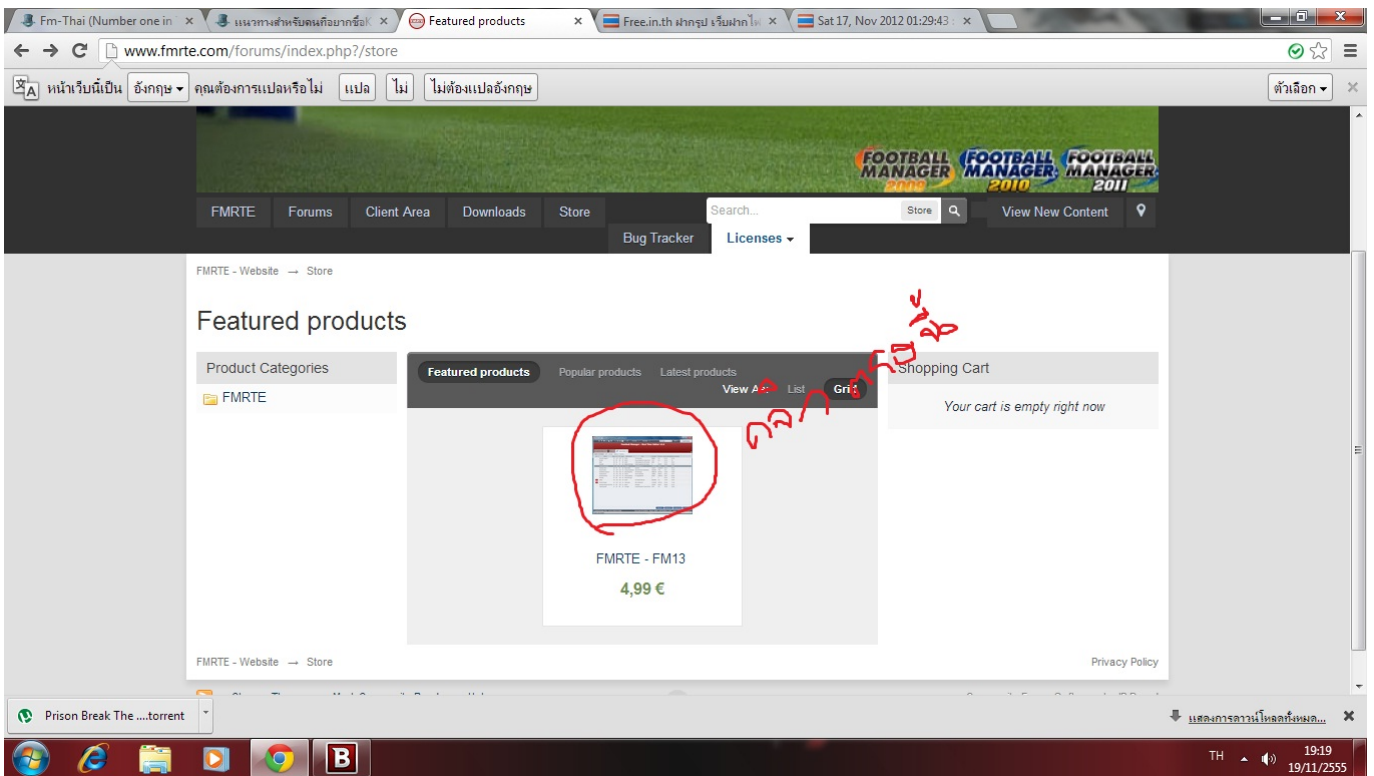 Fm-Thai (Number one in T
แนวทางสำหรับคนที่อยากซื้อK
Featured products
Free.in.th ฝากรูป เว็บฝากไฟ
Sat 17, Nov 2012 01:29:43 :
www.fmrte.com/forums/index.php?/store
หน้าเว็บนี้เป็น อังกฤษ คุณต้องการแปลหรือไม่ แปล ไม่ ไม่ต้องแปลอังกฤษ ตัวเลือก
FOOTBALL MANAGER 2009
FOOTBALL MANAGER 2010
FOOTBALL MANAGER 2011
FMRTE Forums Client Area Downloads Store Search... Store View New Content
Bug Tracker Licenses
FMRTE - Website → Store
Featured products
Product Categories
FMRTE
Featured products Popular products Latest products
View As: List Grid
Shopping Cart
Your cart is empty right now
FMRTE - FM13
4,99 €
FMRTE - Website → Store
Privacy Policy
Prison Break The ....torrent
แสดงการดาวน์โหลดทั้งหมด...
TH
19:19
19/11/2555